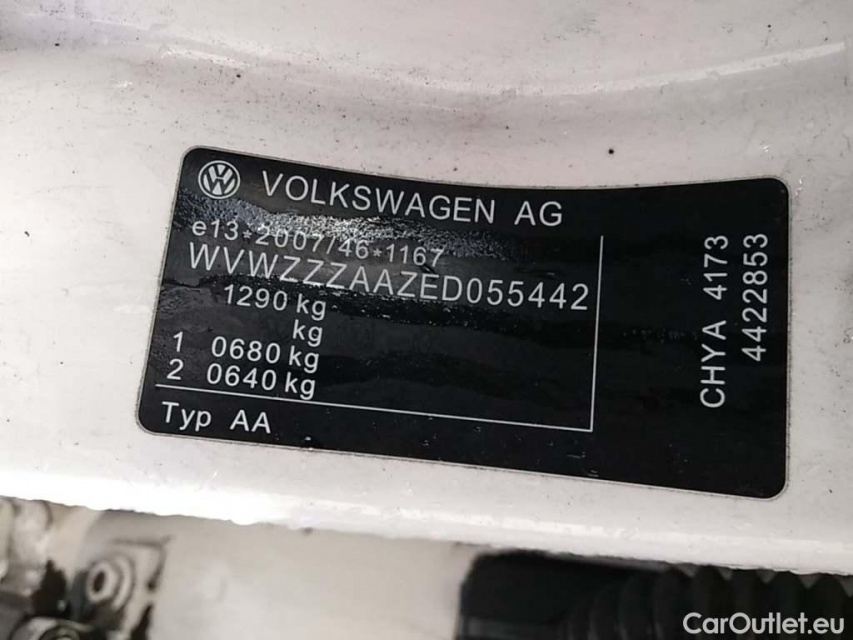 VOLKSWAGEN AG
e13*2007/46*1167
WVWZZZAAZED055442
1290 kg
kg
1 0680 kg
2 0640 kg
Typ AA
CHYA 4173
4422853
CarOutlet.eu